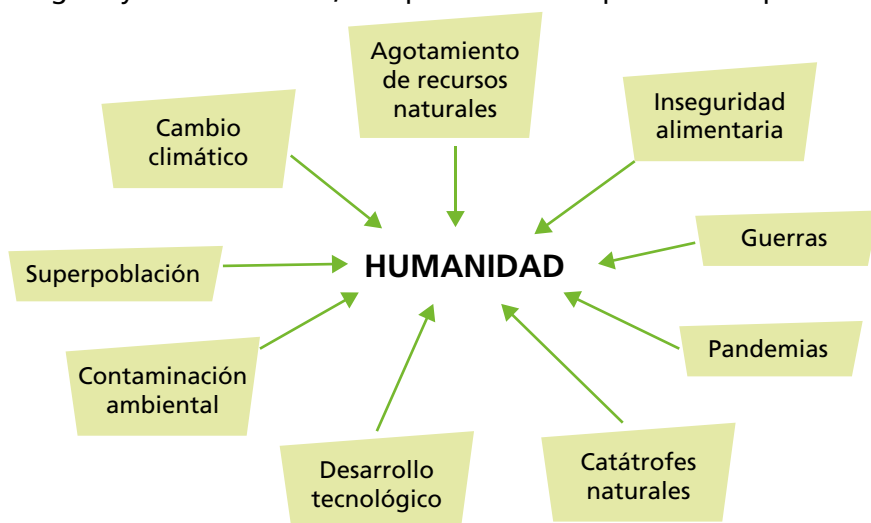 Agotamiento
de recursos
naturales
Inseguridad
alimentaria
Cambio
climático
Guerras
HUMANIDAD
Superpoblación
Pandemias
Contaminación
ambiental
Desarrollo
tecnológico
Catátrofes
naturales